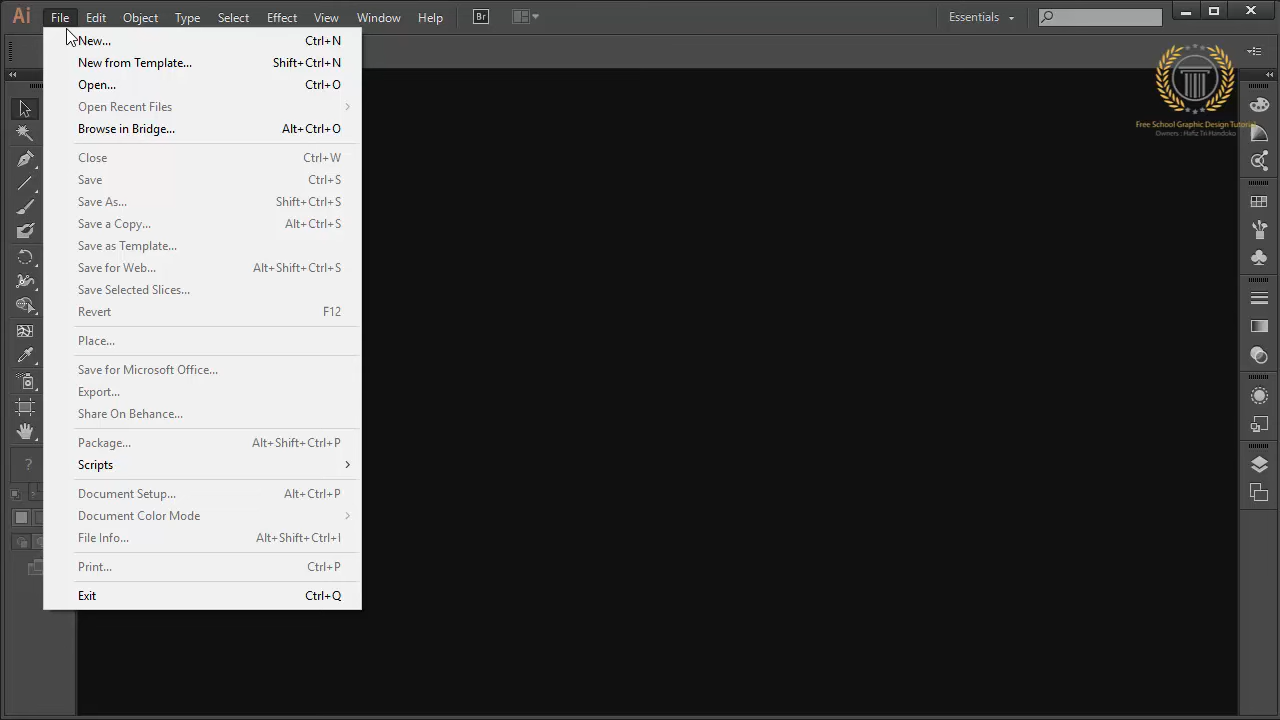 Ai File Edit Object Type Select Effect View Window Help Br Essentials
New... Ctrl+N
New from Template... Shift+Ctrl+N
Open... Ctrl+O
Open Recent Files
Browse in Bridge... Alt+Ctrl+O
Close Ctrl+W
Save Ctrl+S
Save As... Shift+Ctrl+S
Save a Copy... Alt+Ctrl+S
Save as Template...
Save for Web... Alt+Shift+Ctrl+S
Save Selected Slices...
Revert F12
Place...
Save for Microsoft Office...
Export...
Share On Behance...
Package... Alt+Shift+Ctrl+P
Scripts
Document Setup... Alt+Ctrl+P
Document Color Mode
File Info... Alt+Shift+Ctrl+I
Print... Ctrl+P
Exit Ctrl+Q
?
Free School Graphic Design Tutorial
Owners : Hafiz Tri Handoko